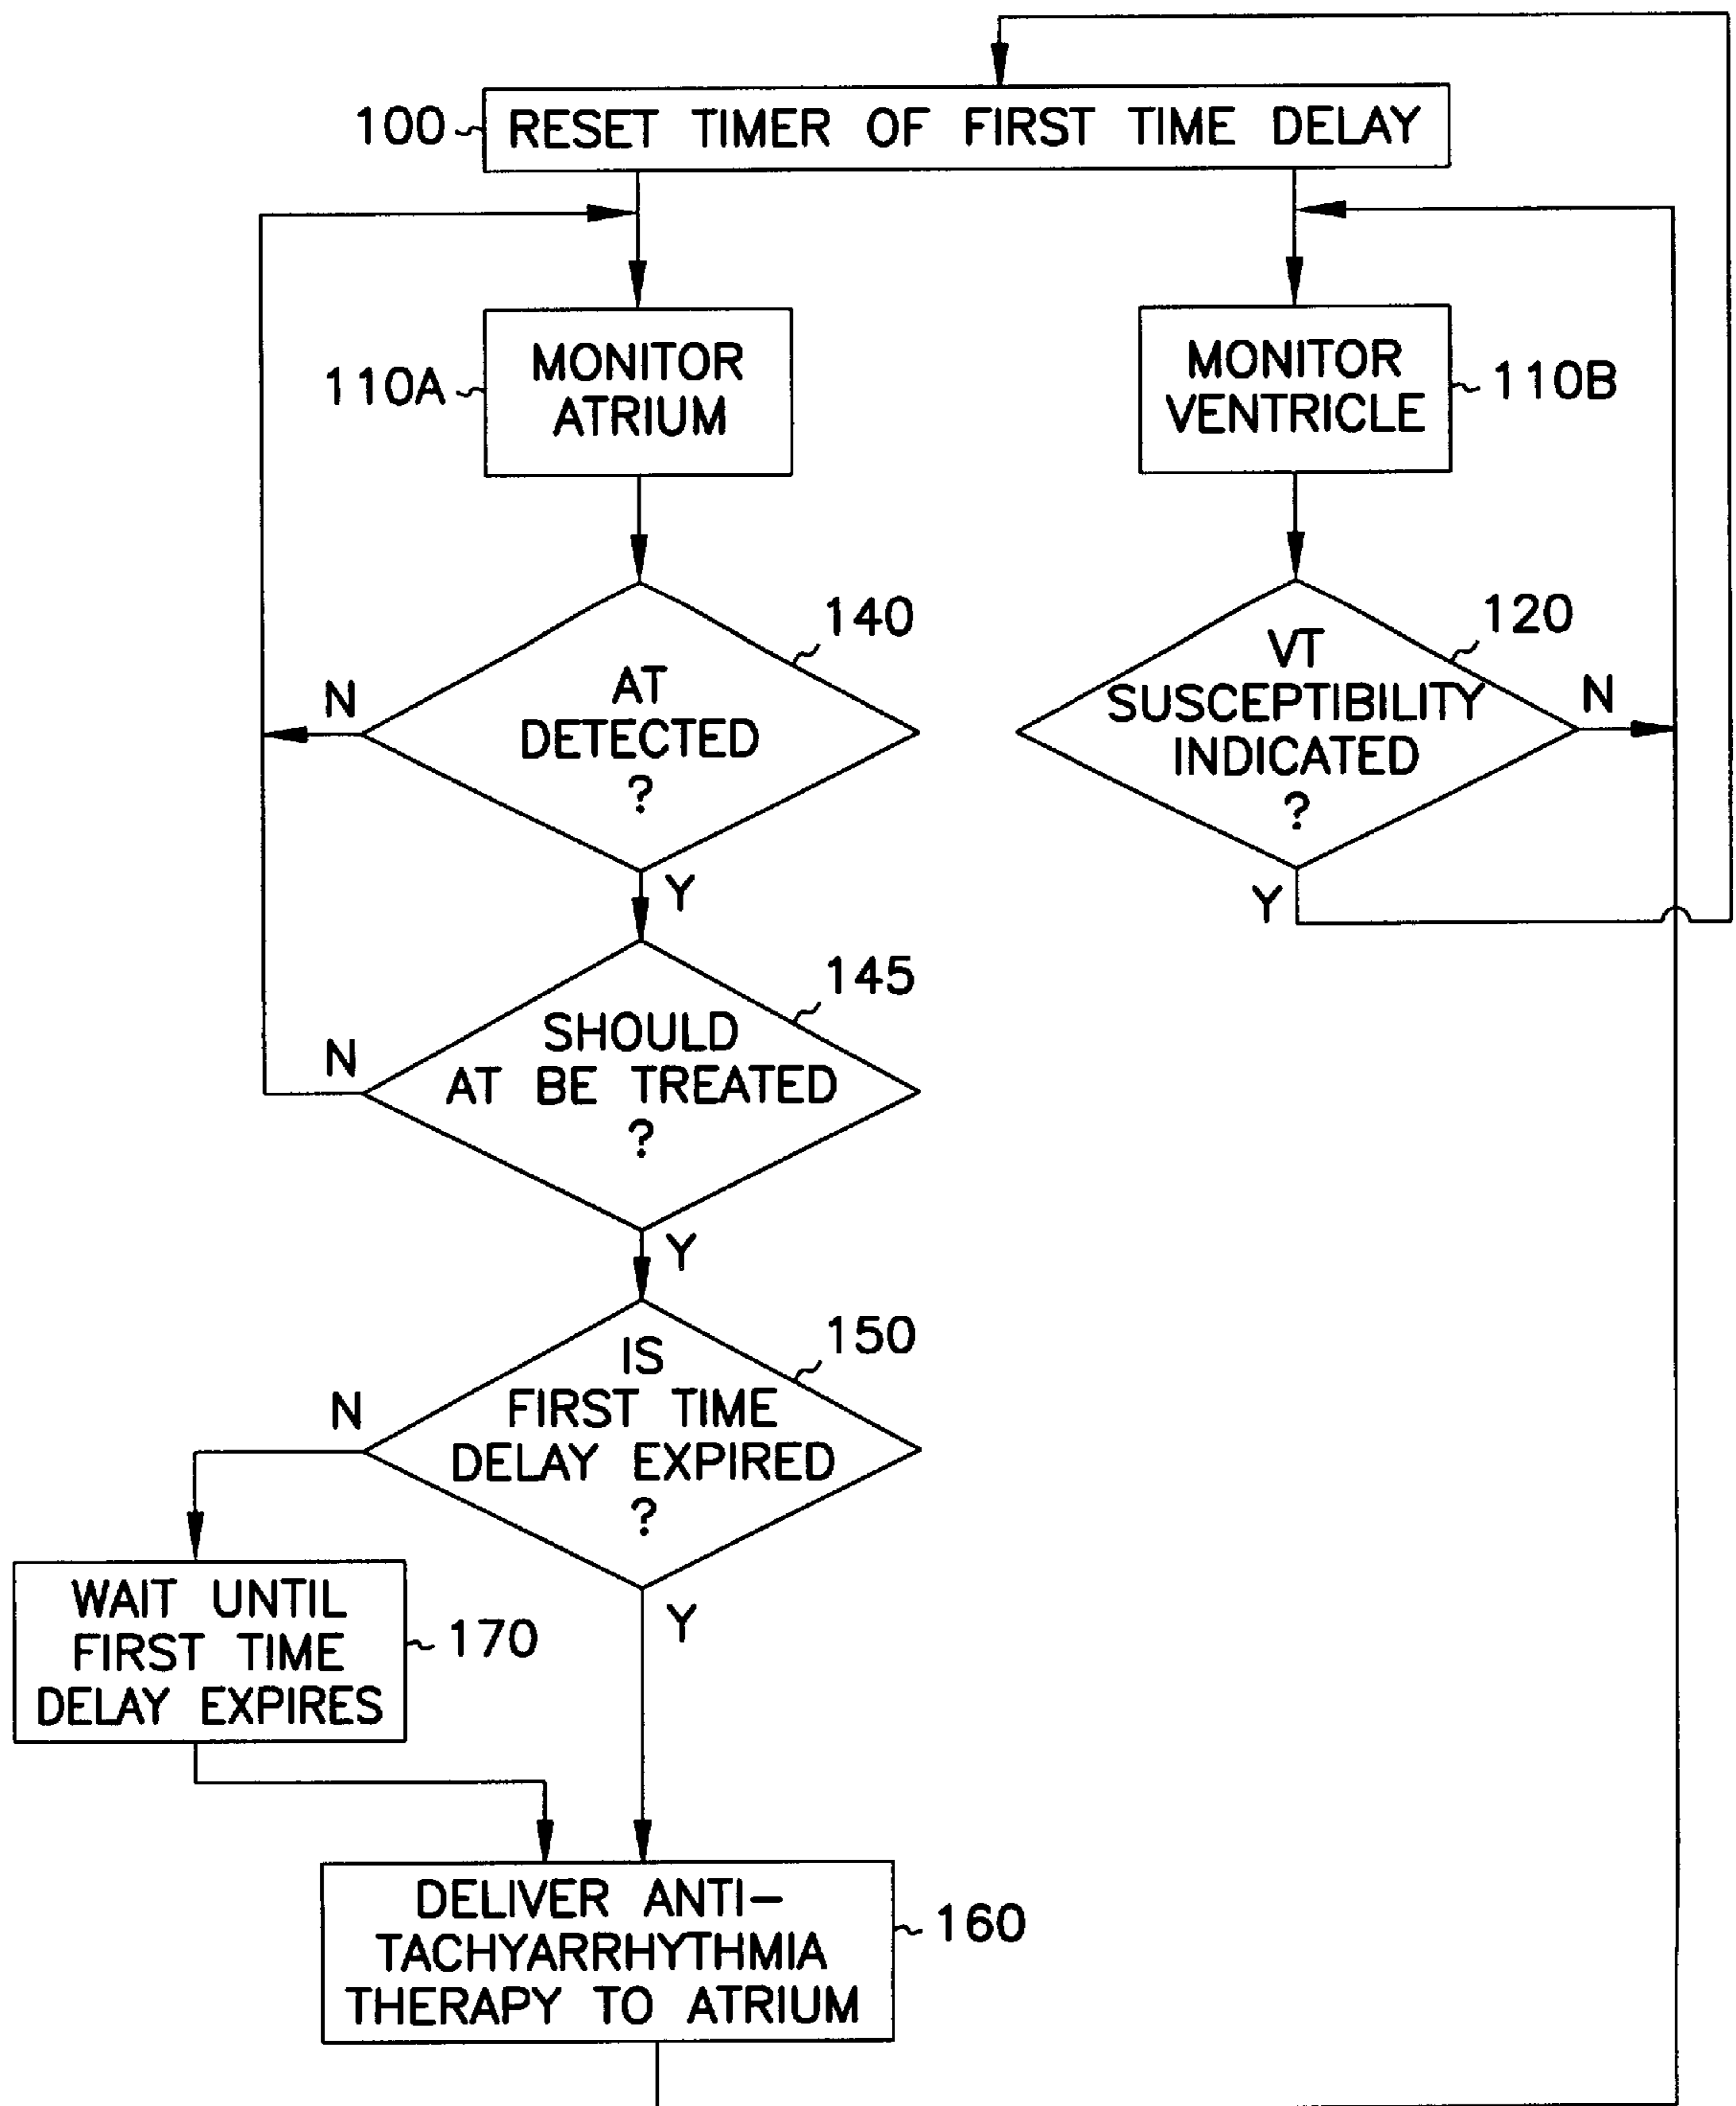 100
RESET TIMER OF FIRST TIME DELAY
110A
MONITOR
ATRIUM
MONITOR
VENTRICLE
110B
140
AT
DETECTED
?
N
Y
120
VT
SUSCEPTIBILITY
INDICATED
?
N
Y
145
SHOULD
AT BE TREATED
?
N
Y
150
IS
FIRST TIME
DELAY EXPIRED
?
N
Y
WAIT UNTIL
FIRST TIME
DELAY EXPIRES
170
DELIVER ANTI-
TACHYARRHYTHMIA
THERAPY TO ATRIUM
160